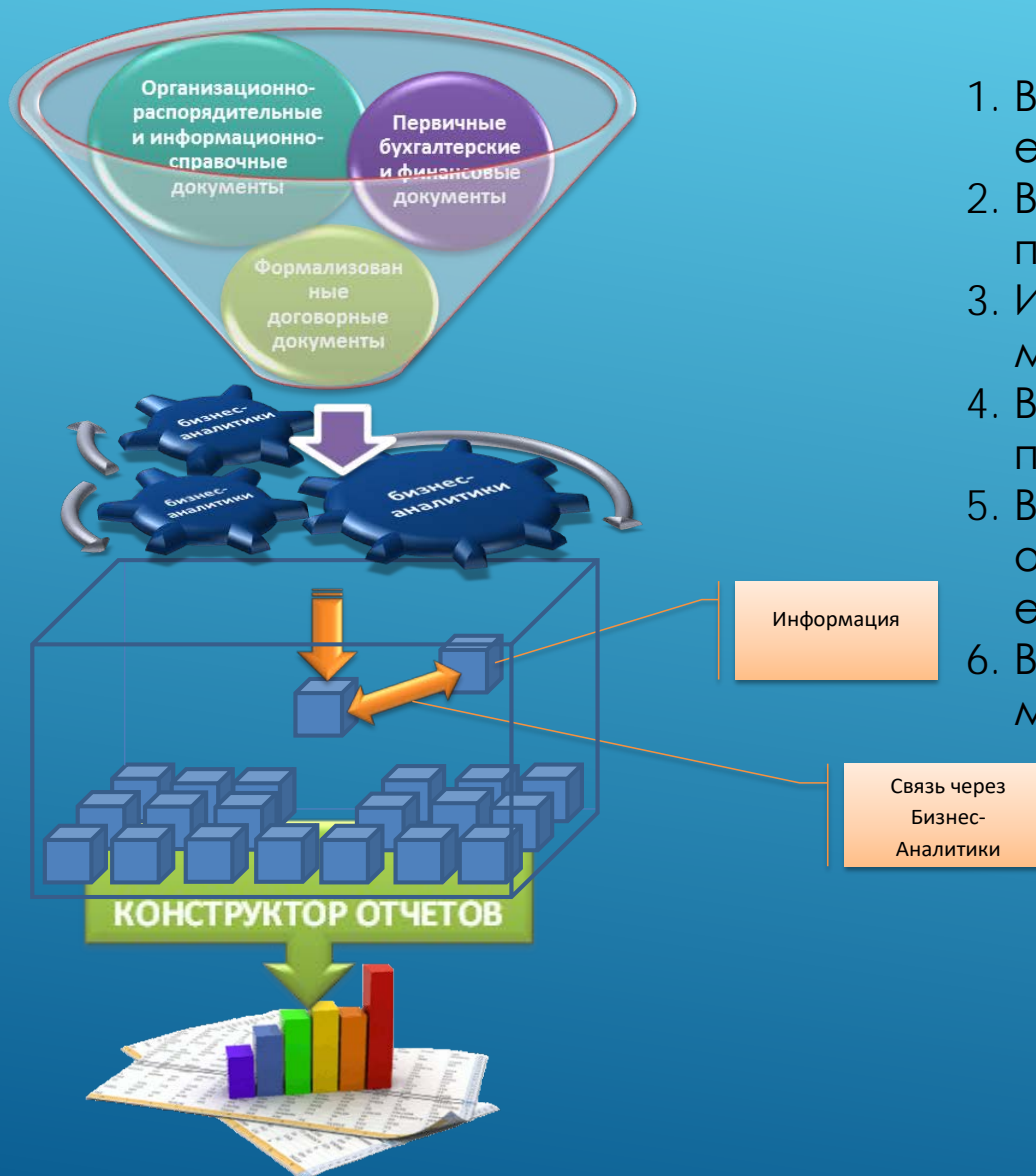 Организационно-
распорядительные
и информационно-
справочные
документы
Первичные
бухгалтерские
и финансовые
документы
Формализован
ные
договорные
документы
бизнес-
аналитики
бизнес-
аналитики
бизнес-
аналитики
Информация
Связь через
Бизнес-
Аналитики
КОНСТРУКТОР ОТЧЕТОВ
1. В
2. В
3. И
4. В
5. В
6. В